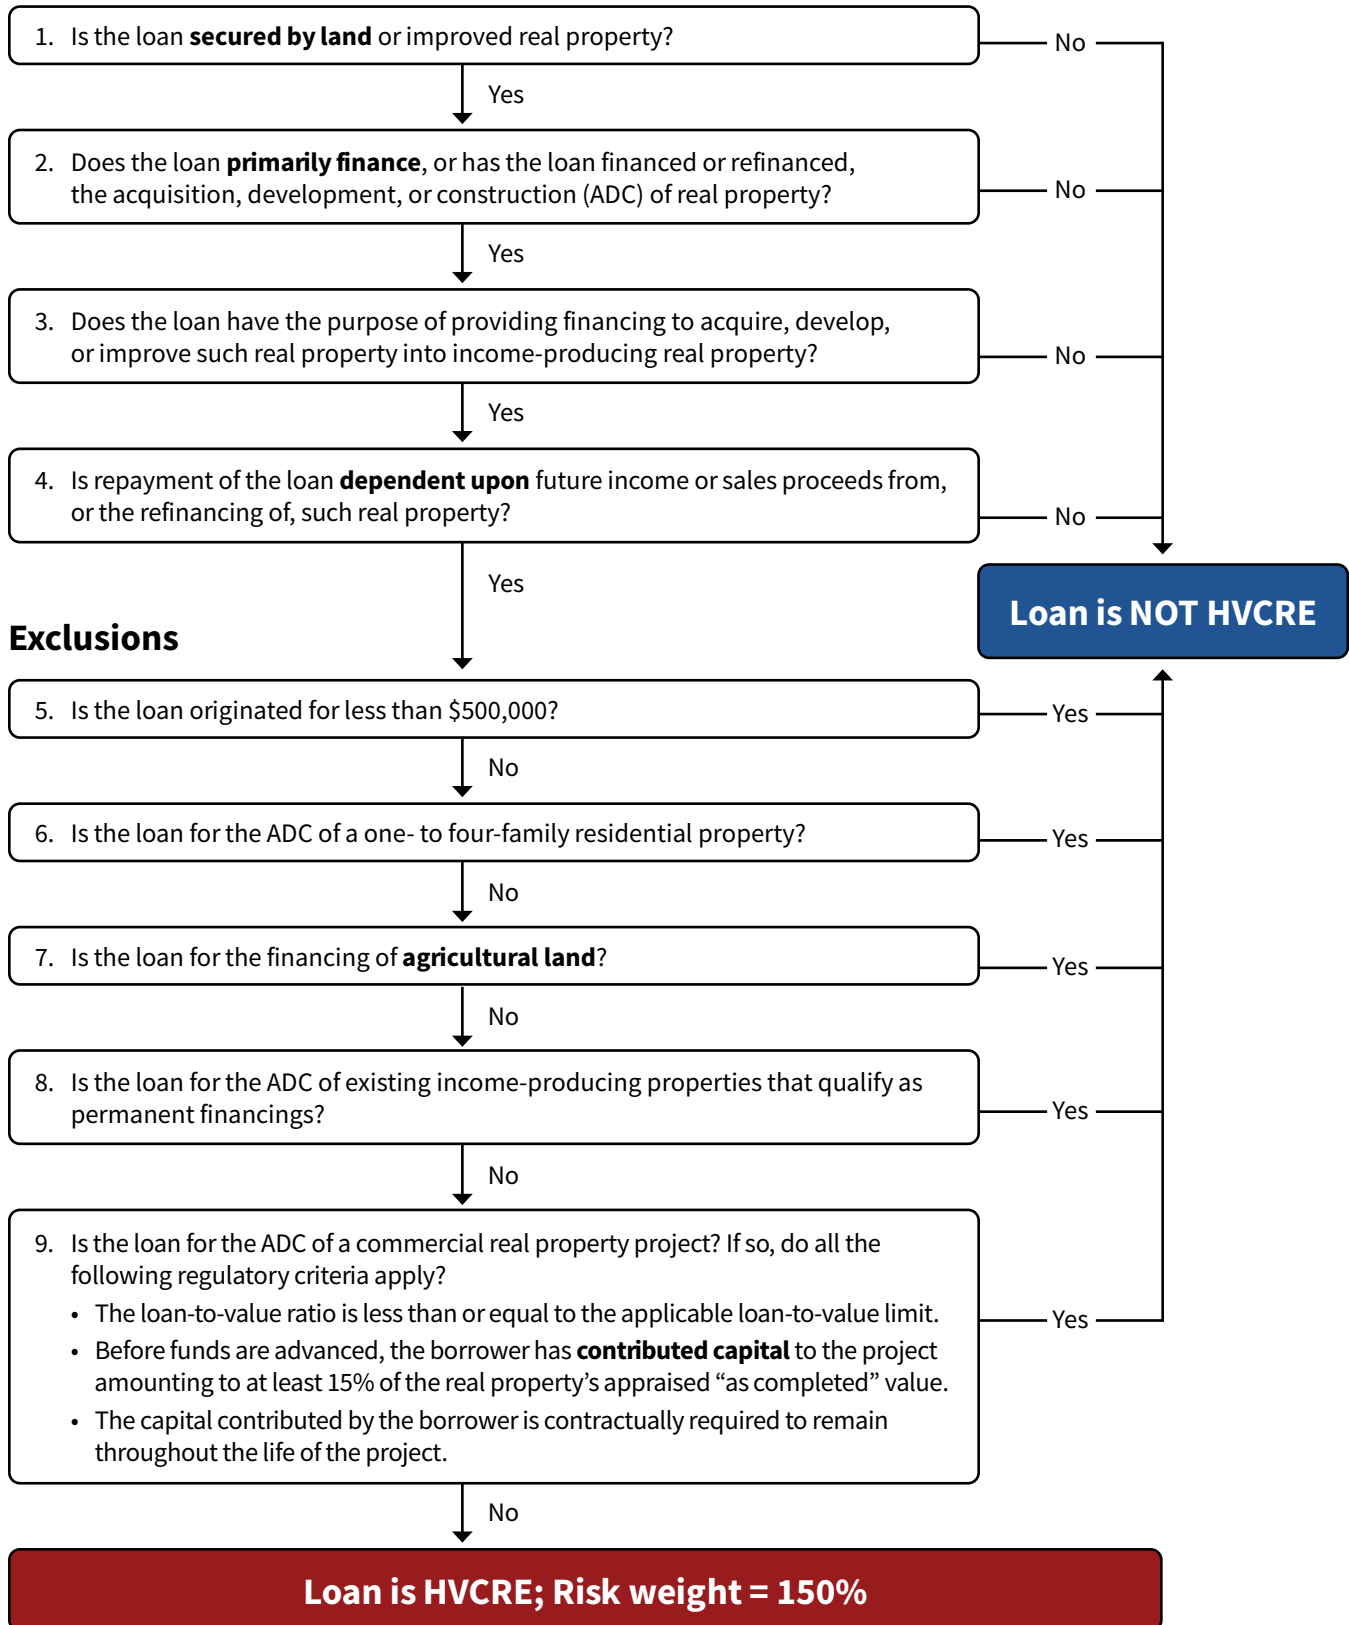 1. Is the loan secured by land or improved real property?
No
Yes
2. Does the loan primarily finance, or has the loan financed or refinanced,
the acquisition, development, or construction (ADC) of real property?
No
Yes
3. Does the loan have the purpose of providing financing to acquire, develop,
or improve such real property into income-producing real property?
No
Yes
4. Is repayment of the loan dependent upon future income or sales proceeds from,
or the refinancing of, such real property?
No
Yes
Loan is NOT HVCRE
Exclusions
5. Is the loan originated for less than $500,000?
Yes
No
6. Is the loan for the ADC of a one- to four-family residential property?
Yes
No
7. Is the loan for the financing of agricultural land?
Yes
No
8. Is the loan for the ADC of existing income-producing properties that qualify as
permanent financings?
Yes
No
9. Is the loan for the ADC of a commercial real property project? If so, do all the
following regulatory criteria apply?
• The loan-to-value ratio is less than or equal to the applicable loan-to-value limit.
• Before funds are advanced, the borrower has contributed capital to the project
amounting to at least 15% of the real property’s appraised “as completed” value.
• The capital contributed by the borrower is contractually required to remain
throughout the life of the project.
Yes
No
Loan is HVCRE; Risk weight = 150%